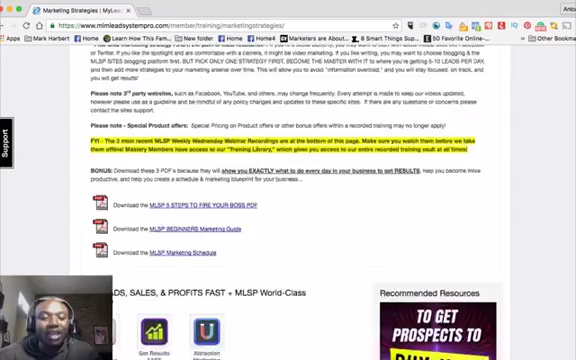 Marketing Strategies | MyLead
Anton
https://www.mlmleadsystempro.com/member/training/marketingstrategies/
Apps
Mark Harbert
Home
(1) Facebook
Marketers are About...
8 Smart Things Sup...
50 Favorite Online...
Other Bookmarks
or Twitter. If you like the spotlight and are comfortable with a camera, it might be video marketing. If you like writing, you may want to choose blogging & the
MLSP SITES blogging platform first. BUT PICK ONLY 1 STRATEGY FIRST, BECOME THE MASTER WITH IT to where you're getting 5-10 LEADS PER DAY
and then add more strategies to your marketing arsenal over time. This will allow you to avoid "information overload," and you will stay focused, on track, and
you will get results!
Please note 3rd party websites, such as Facebook, YouTube, and others, may change frequently. Every attempt is made to keep our videos updated,
however please use as a guideline and be mindful of any policy changes and updates to these specific sites. If there are any questions or concerns please
contact the sites support.
Please note - Special Product offers: Special Pricing on Product offers or other bonus offers within a recorded training may no longer apply!
FYI - The 3 most recent MLSP Weekly Wednesday Webinar Recordings are at the bottom of this page. Make sure you watch them before we take
them offline! Mastery Members have access to our "Training Library," which gives you access to our entire recorded training vault at all times!
BONUS: Download these 3 PDF's because they will show you EXACTLY what to do every day in your business to get RESULTS, help you become more
productive, and help you create a schedule & marketing blueprint for your business...
Download the MLSP 5 STEPS TO FIRE YOUR BOSS PDF
Download the MLSP BEGINNERS Marketing Guide
Download the MLSP Marketing Schedule
Support
ADS, SALES, & PROFITS FAST + MLSP World-Class
Recommended Resources
TO GET
PROSPECTS TO
Get Results
FAST
Attraction
Marketing